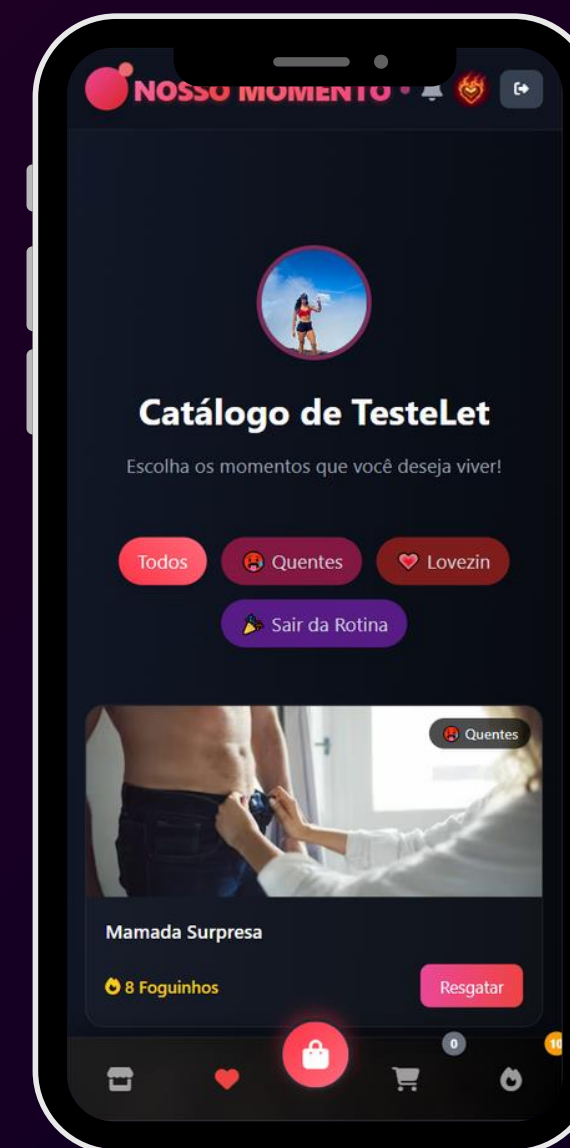 NOSSO MOMENTO
Catálogo de TesteLet
Escolha os momentos que você deseja viver!
Todos
Quentes
Lovezin
Sair da Rotina
Quentes
Mamada Surpresa
8 Foguinhos
Resgatar
0
10